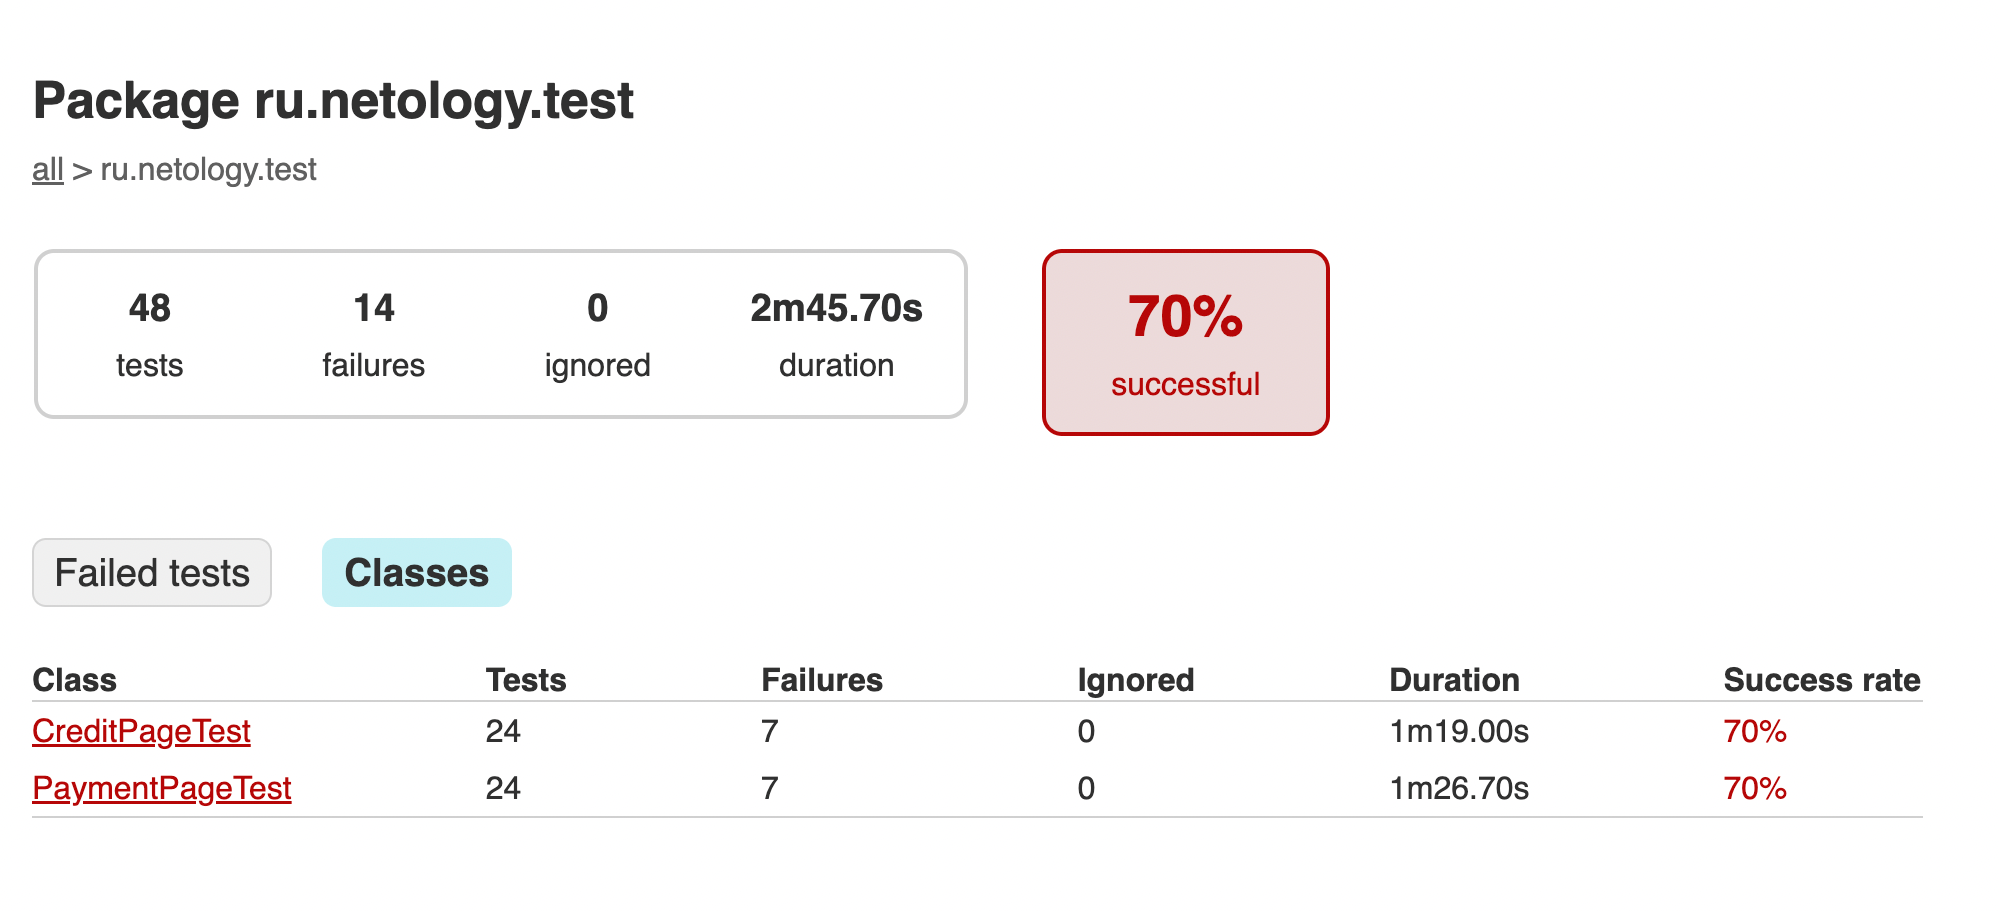 Package ru.netology.test
all > ru.netology.test
48 14 0 2m45.70s
tests failures ignored duration
70%
successful
Failed tests Classes
Class Tests Failures Ignored Duration Success rate
CreditPageTest 24 7 0 1m19.00s 70%
PaymentPageTest 24 7 0 1m26.70s 70%